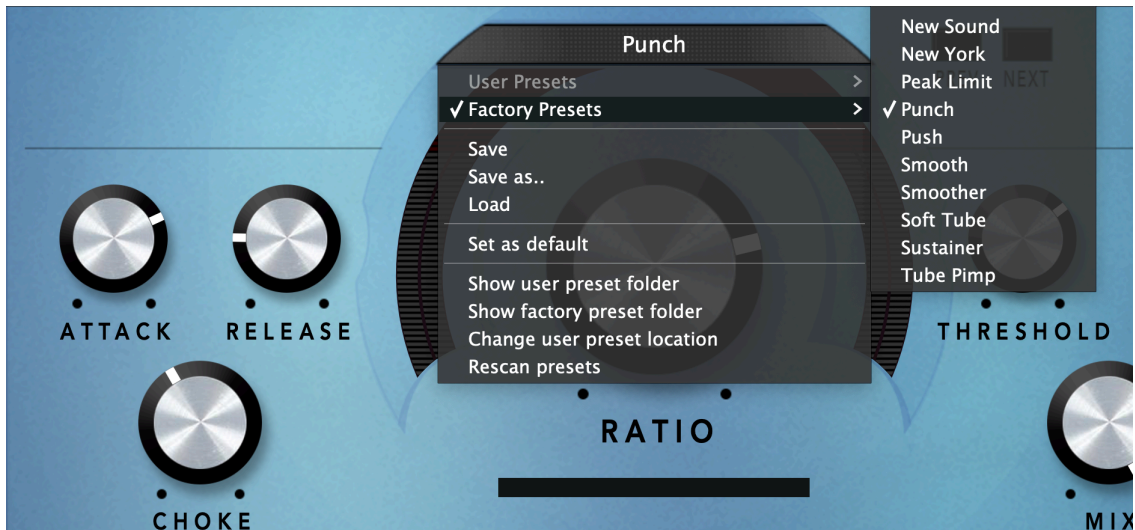 Punch
User Presets
Factory Presets
Save
Save as..
Load
Set as default
Show user preset folder
Show factory preset folder
Change user preset location
Rescan presets
New Sound
New York
Peak Limit
Punch
Push
Smooth
Smoother
Soft Tube
Sustainer
Tube Pimp
NEXT
ATTACK
RELEASE
THRESHOLD
RATIO
CHOKE
MIX